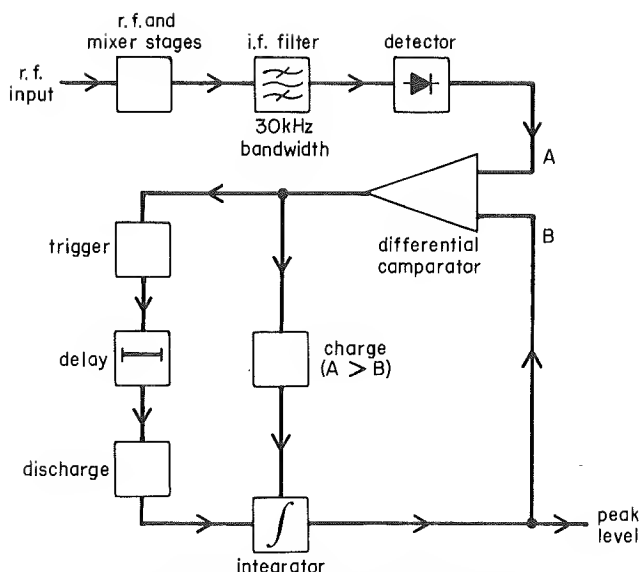 r.f. and
mixer stages
i.f. filter
detector
r.f.
input
30kHz
bandwidth
A
B
differential
camparator
trigger
delay
charge
(A > B)
discharge
∫
integrator
peak
level